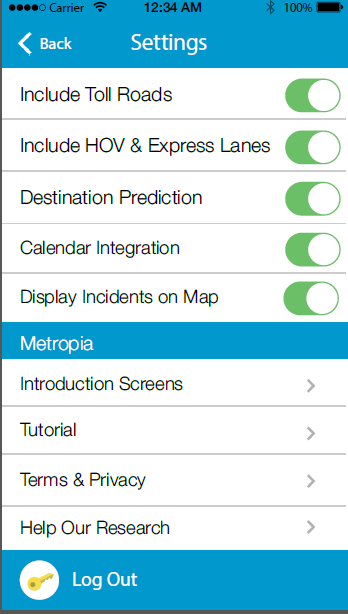 Carrier 12:34 AM 100%
Back Settings
Include Toll Roads
Include HOV & Express Lanes
Destination Prediction
Calendar Integration
Display Incidents on Map
Metropia
Introduction Screens
Tutorial
Terms & Privacy
Help Our Research
Log Out